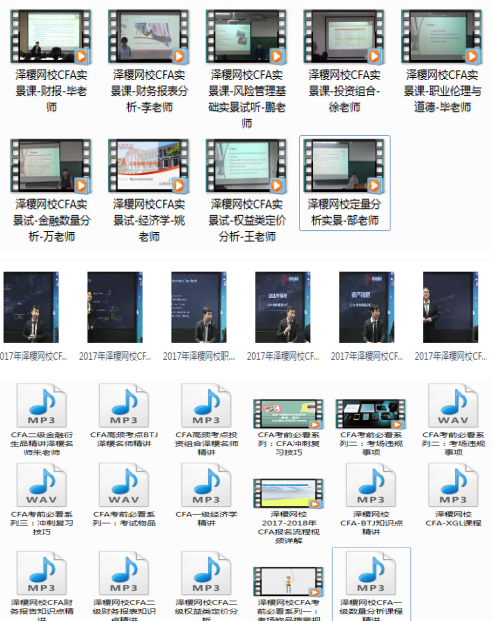 泽稷网校CFA实
景课-财报-毕老
师
泽稷网校CFA实
景课-财务报表分
析-李老师
泽稷网校CFA实
景课-风险管理基
础实景试听-鹏老
师
泽稷网校CFA实
景课-投资组合-
徐老师
泽稷网校CFA实
景课-职业伦理与
道德-毕老师
泽稷网校CFA实
景试-金融数量分
析-万老师
泽稷网校CFA实
景试-经济学-姚
老师
泽稷网校CFA实
景试-权益类定价
分析-王老师
泽稷网校定量分
析实景-郜老师
2017年泽稷网校CF...
2017年泽稷网校CF...
2017年泽稷网校职...
2017年泽稷网校CF...
2017年泽稷网校CF...
2017年泽稷网校CF...
MP3
CFA二级金融衍
生品精讲泽稷名
师朱老师
MP3
CFA高频考点BTJ
泽稷名师精讲
MP3
CFA高频考点投
资组合泽稷名师
精讲
CFA考前必看系
列：CFA冲刺复
习技巧
CFA考前必看系
列二：考场违规
事项
WAV
CFA考前必看系
列二：考场违规
事项
WAV
CFA考前必看系
列三：冲刺复习
技巧
WAV
CFA考前必看系
列一：考试物品
MP3
CFA一级经济学
精讲
泽稷网校
2017-2018年
CFA报名流程视
频详解
MP3
泽稷网校
CFA-BTJ知识点
精讲
MP3
泽稷网校
CFA-XGL课程
MP3
泽稷网校CFA财
务报告知识点精
讲
MP3
泽稷网校CFA二
级财务报表知识
点精讲
MP3
泽稷网校CFA二
级权益类定价分
析
泽稷网校CFA考
前必看系列一：
MP3
泽稷网校CFA一
级数量分析课程
精讲